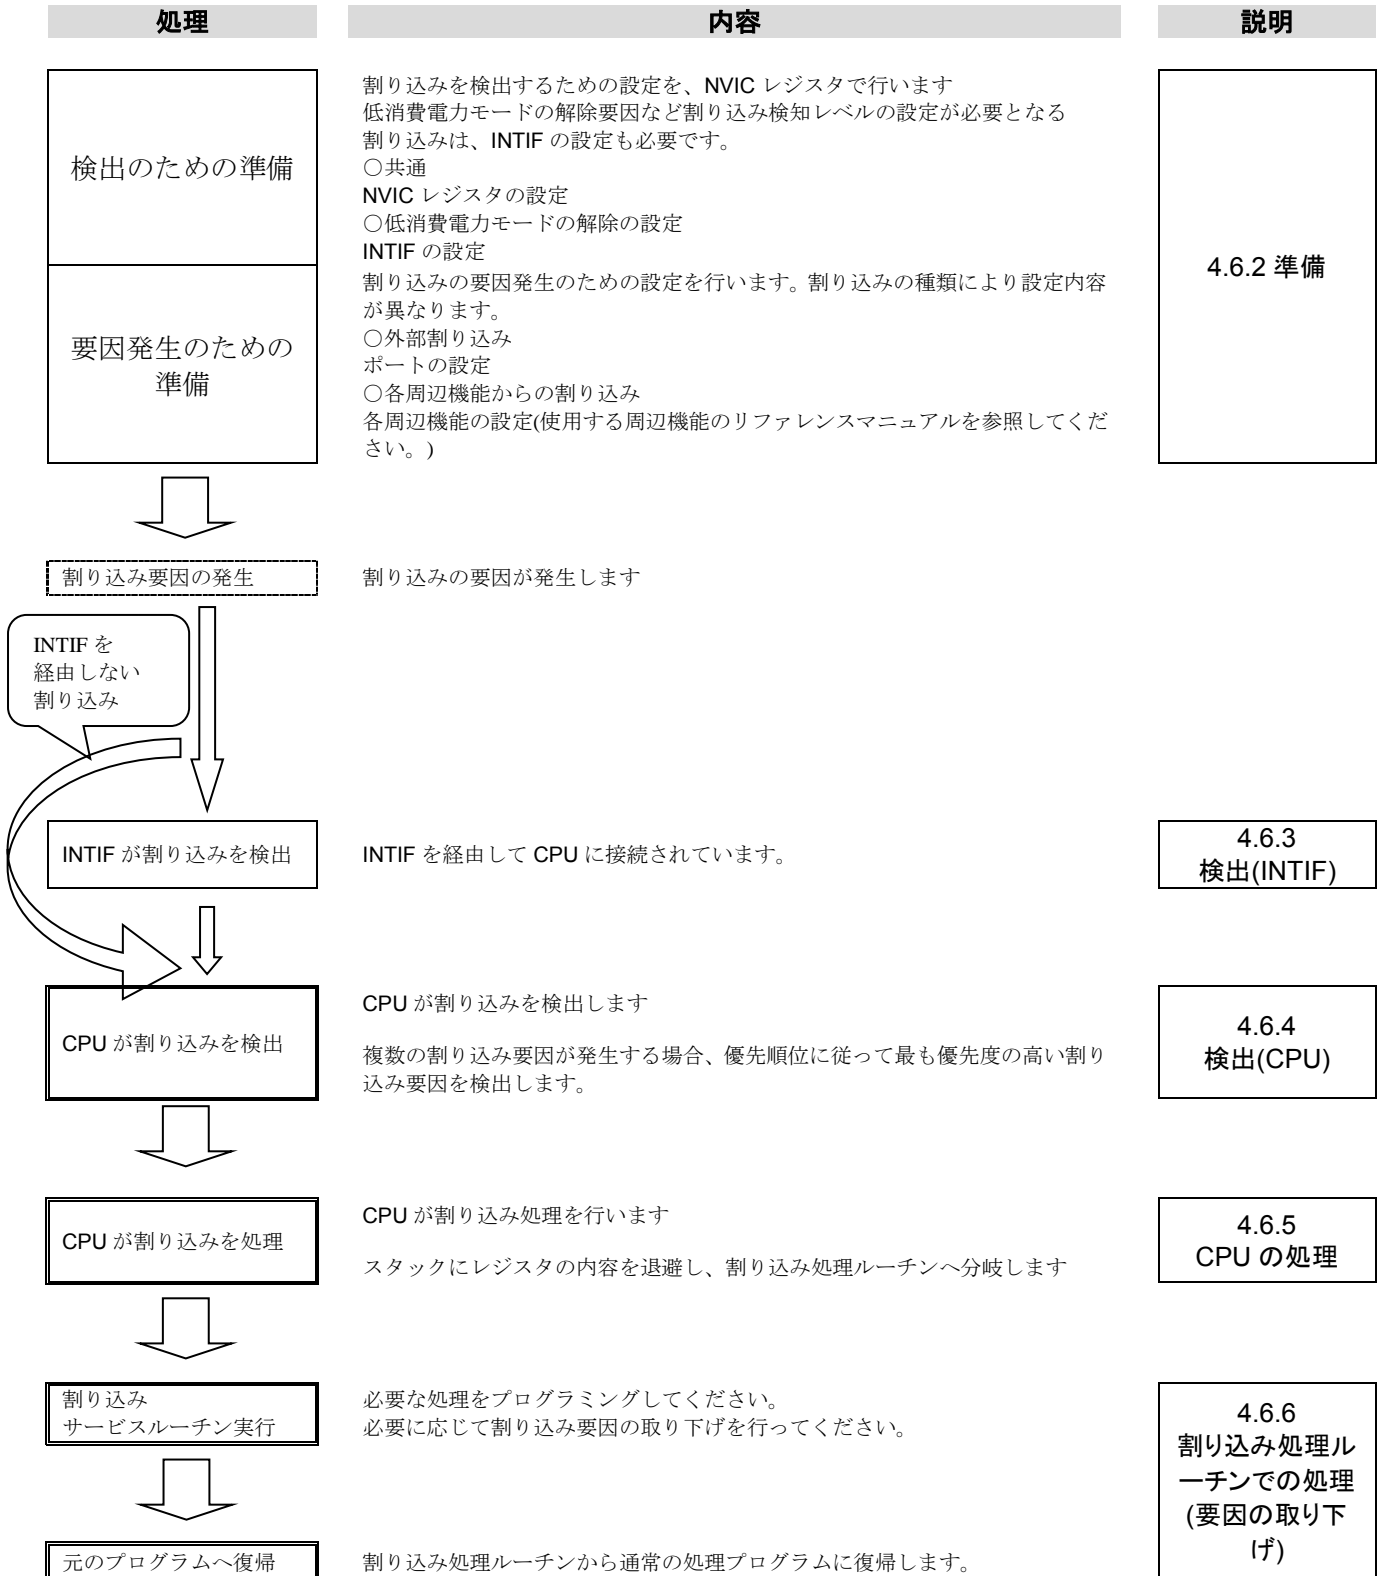 処理
内容
説明
検出のための準備
割り込みを検出するための設定を、NVIC レジスタで行います
低消費電力モードの解除要因など割り込み検知レベルの設定が必要となる
割り込みは、INTIF の設定も必要です。
〇共通
NVIC レジスタの設定
〇低消費電力モードの解除の設定
INTIF の設定
4.6.2 準備
要因発生のための
準備
割り込みの要因発生のための設定を行います。割り込みの種類により設定内容
が異なります。
〇外部割り込み
ポートの設定
〇各周辺機能からの割り込み
各周辺機能の設定(使用する周辺機能のリファレンスマニュアルを参照してくだ
さい。)
割り込み要因の発生
割り込みの要因が発生します
INTIF を
経由しない
割り込み
INTIF が割り込みを検出
INTIF を経由して CPU に接続されています。
4.6.3
検出(INTIF)
CPU が割り込みを検出
CPU が割り込みを検出します
複数の割り込み要因が発生する場合、優先順位に従って最も優先度の高い割り
込み要因を検出します。
4.6.4
検出(CPU)
CPU が割り込みを処理
CPU が割り込み処理を行います
スタックにレジスタの内容を退避し、割り込み処理ルーチンへ分岐します
4.6.5
CPU の処理
割り込み
サービスルーチン実行
必要な処理をプログラミングしてください。
必要に応じて割り込み要因の取り下げを行ってください。
4.6.6
割り込み処理ル
ーチンでの処理
(要因の取り下
げ)
元のプログラムへ復帰
割り込み処理ルーチンから通常の処理プログラムに復帰します。